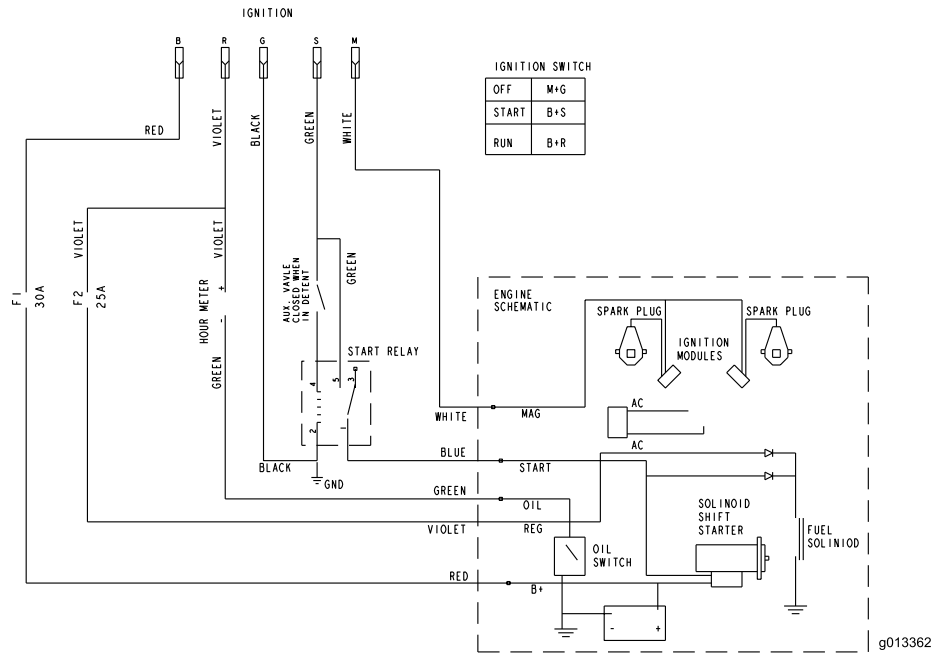 IGNITION
B R G S M
IGNITION SWITCH
OFF M+G
START B+S
RUN B+R
RED
VIOLET
BLACK
GREEN
WHITE
VIOLET
VIOLET
GREEN
F1
30A
F2
25A
HOUR METER
+
-
AUX. VAVLE
CLOSED WHEN
IN DETENT
GREEN
START RELAY
4
5
3
2
1
ENGINE
SCHEMATIC
SPARK PLUG
SPARK PLUG
IGNITION
MODULES
WHITE
MAG
AC
AC
BLACK
GND
BLUE
START
GREEN
OIL
VIOLET
REG
SOLINOID
SHIFT
STARTER
FUEL
SOLINIOD
OIL
SWITCH
RED
B+
- +
g013362